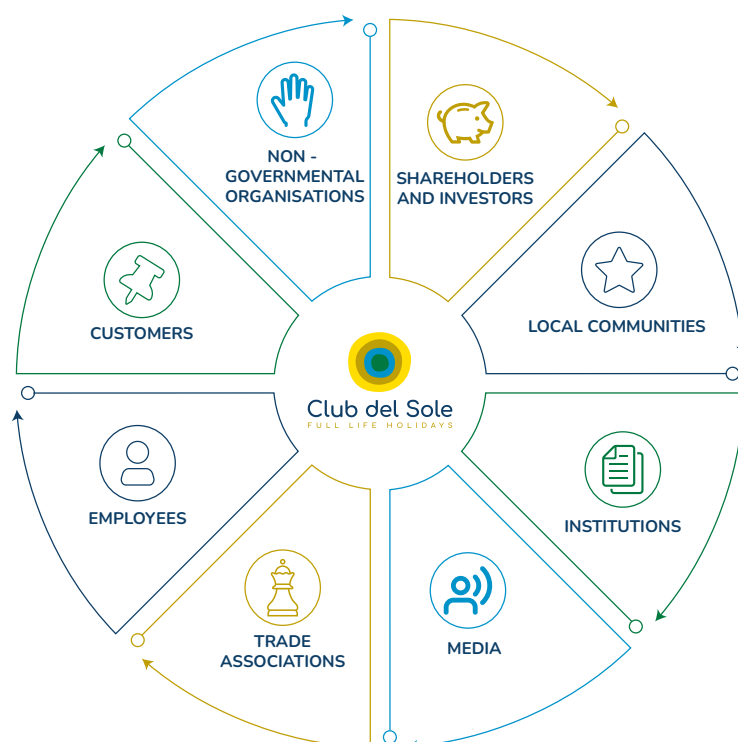 NON -
GOVERNMENTAL
ORGANISATIONS
SHAREHOLDERS
AND INVESTORS
CUSTOMERS
LOCAL COMMUNITIES
Club del Sole
FULL LIFE HOLIDAYS
EMPLOYEES
INSTITUTIONS
TRADE
ASSOCIATIONS
MEDIA